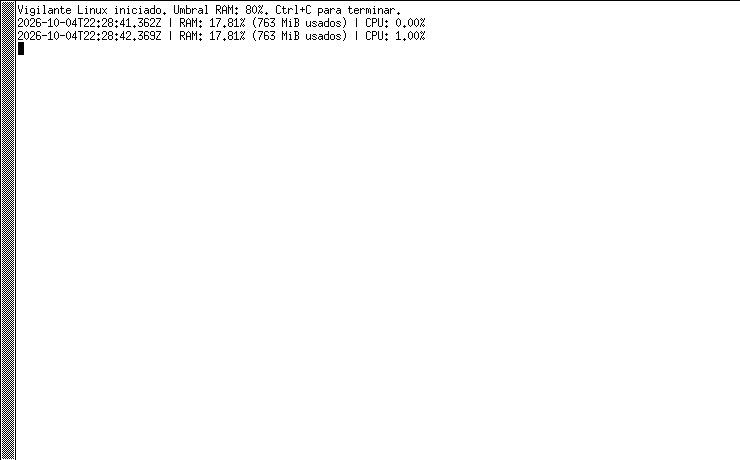 Vigilante Linux iniciado. Umbral RAM: 80%. Ctrl+C para terminar.
2026-10-04T22:28:41.362Z | RAM: 17.81% (763 MiB usados) | CPU: 0.00%
2026-10-04T22:28:42.369Z | RAM: 17.81% (763 MiB usados) | CPU: 1.00%